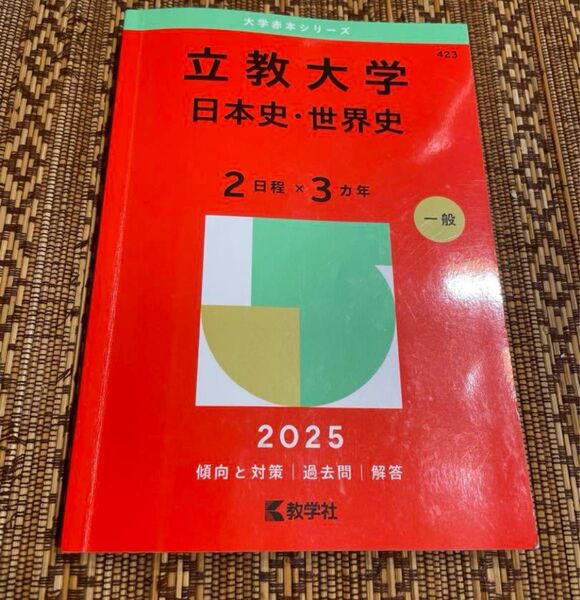 大学赤本シリーズ
423
立教大学
日本史・世界史
2日程×3カ年
一般
2025
傾向と対策|過去問|解答
教学社